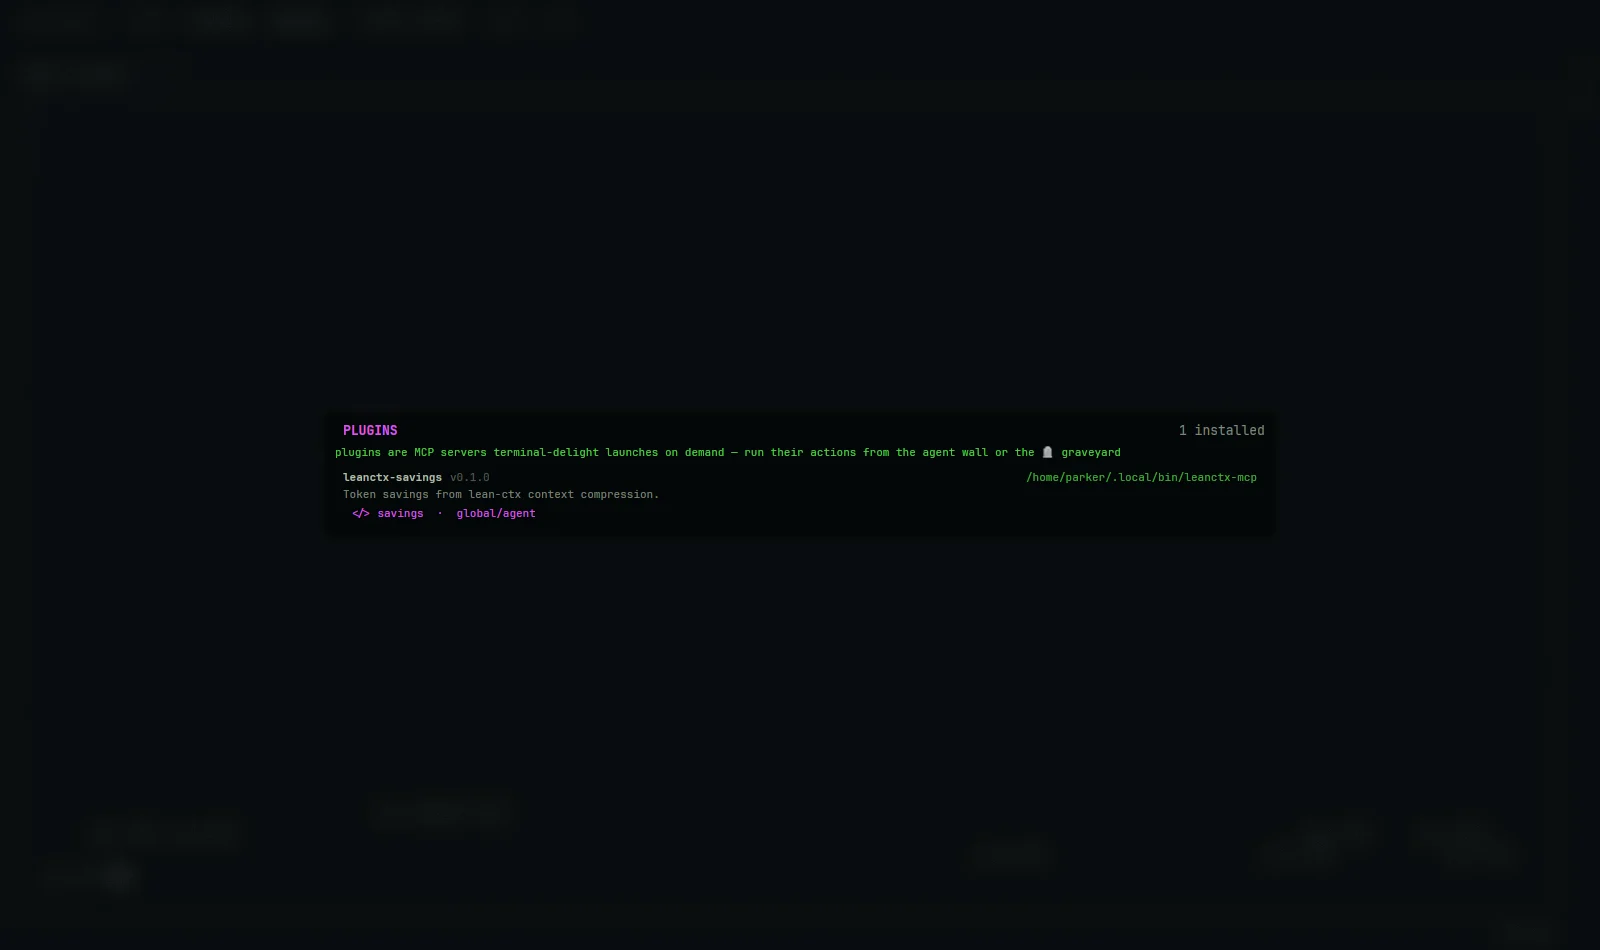 PLUGINS 1 installed
plugins are MCP servers terminal-delight launches on demand — run their actions from the agent wall or the 🪦 graveyard
leanctx-savings v0.1.0 /home/parker/.local/bin/leanctx-mcp
Token savings from lean-ctx context compression.
</> savings · global/agent